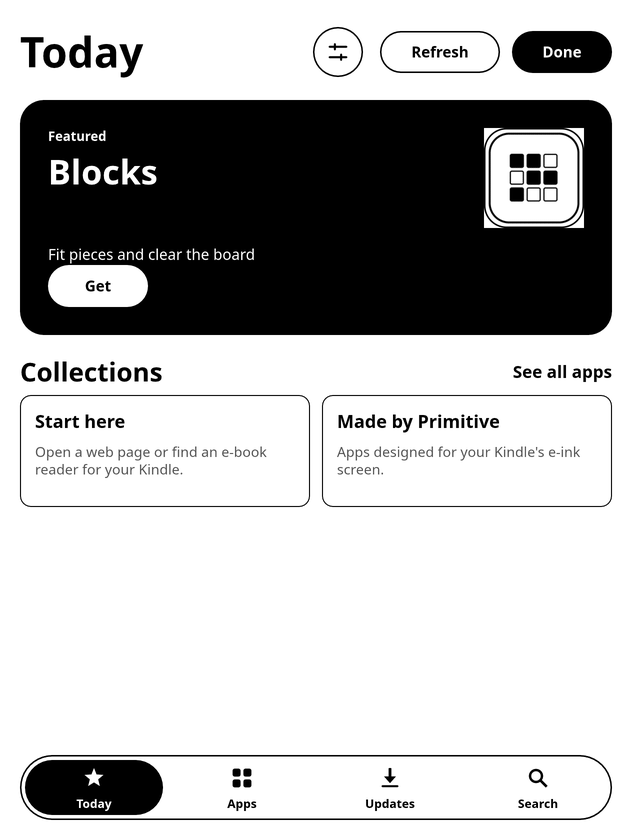 Today
Refresh
Done
Featured
Blocks
Fit pieces and clear the board
Get
Collections
See all apps
Start here
Open a web page or find an e-book
reader for your Kindle.
Made by Primitive
Apps designed for your Kindle's e-ink
screen.
Today
Apps
Updates
Search